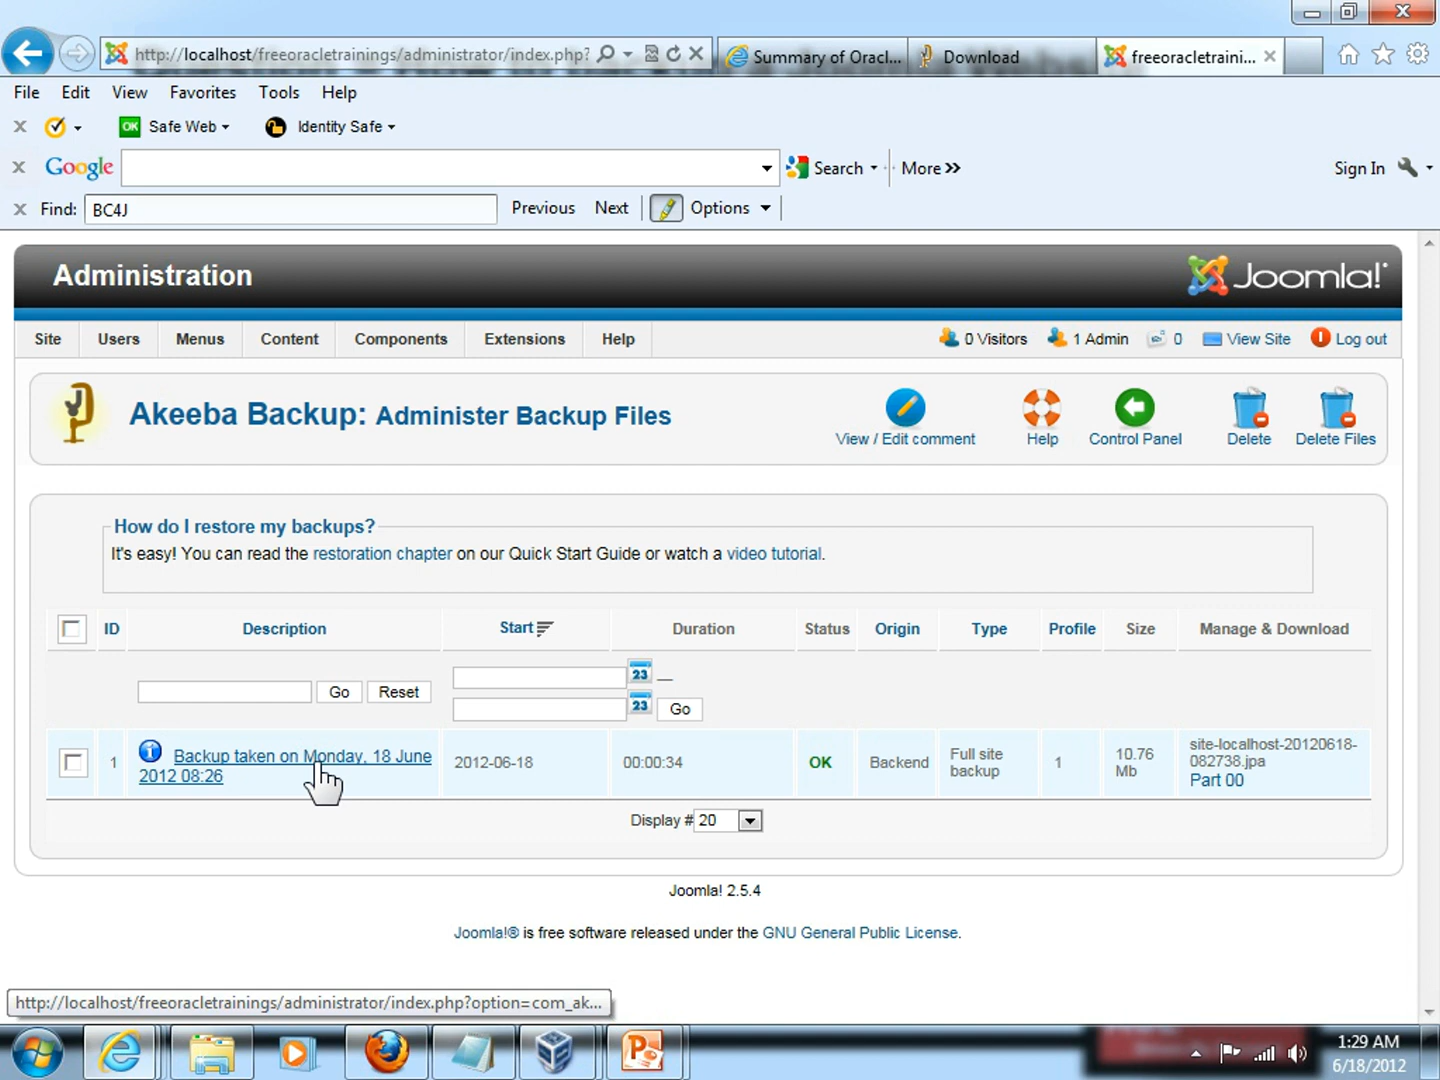 http://localhost/freeoracletrainings/administrator/index.php?
Summary of Oracl...
Download
freeoracletraini...
File Edit View Favorites Tools Help
OK Safe Web Identity Safe
Google Search More >> Sign In
Find: BC4J Previous Next Options
Administration
Joomla!
Site Users Menus Content Components Extensions Help 0 Visitors 1 Admin 0 View Site Log out
Akeeba Backup: Administer Backup Files
View / Edit comment Help Control Panel Delete Delete Files
How do I restore my backups?
It's easy! You can read the restoration chapter on our Quick Start Guide or watch a video tutorial.
ID Description Start Duration Status Origin Type Profile Size Manage & Download
23
Go Reset
23
Go
1 Backup taken on Monday, 18 June
2012 08:26
2012-06-18 00:00:34 OK Backend
Full site
backup
1
10.76
Mb
site-localhost-20120618-
082738.jpa
Part 00
Display # 20
Joomla! 2.5.4
Joomla!® is free software released under the GNU General Public License.
http://localhost/freeoracletrainings/administrator/index.php?option=com_ak...
1:29 AM
6/18/2012